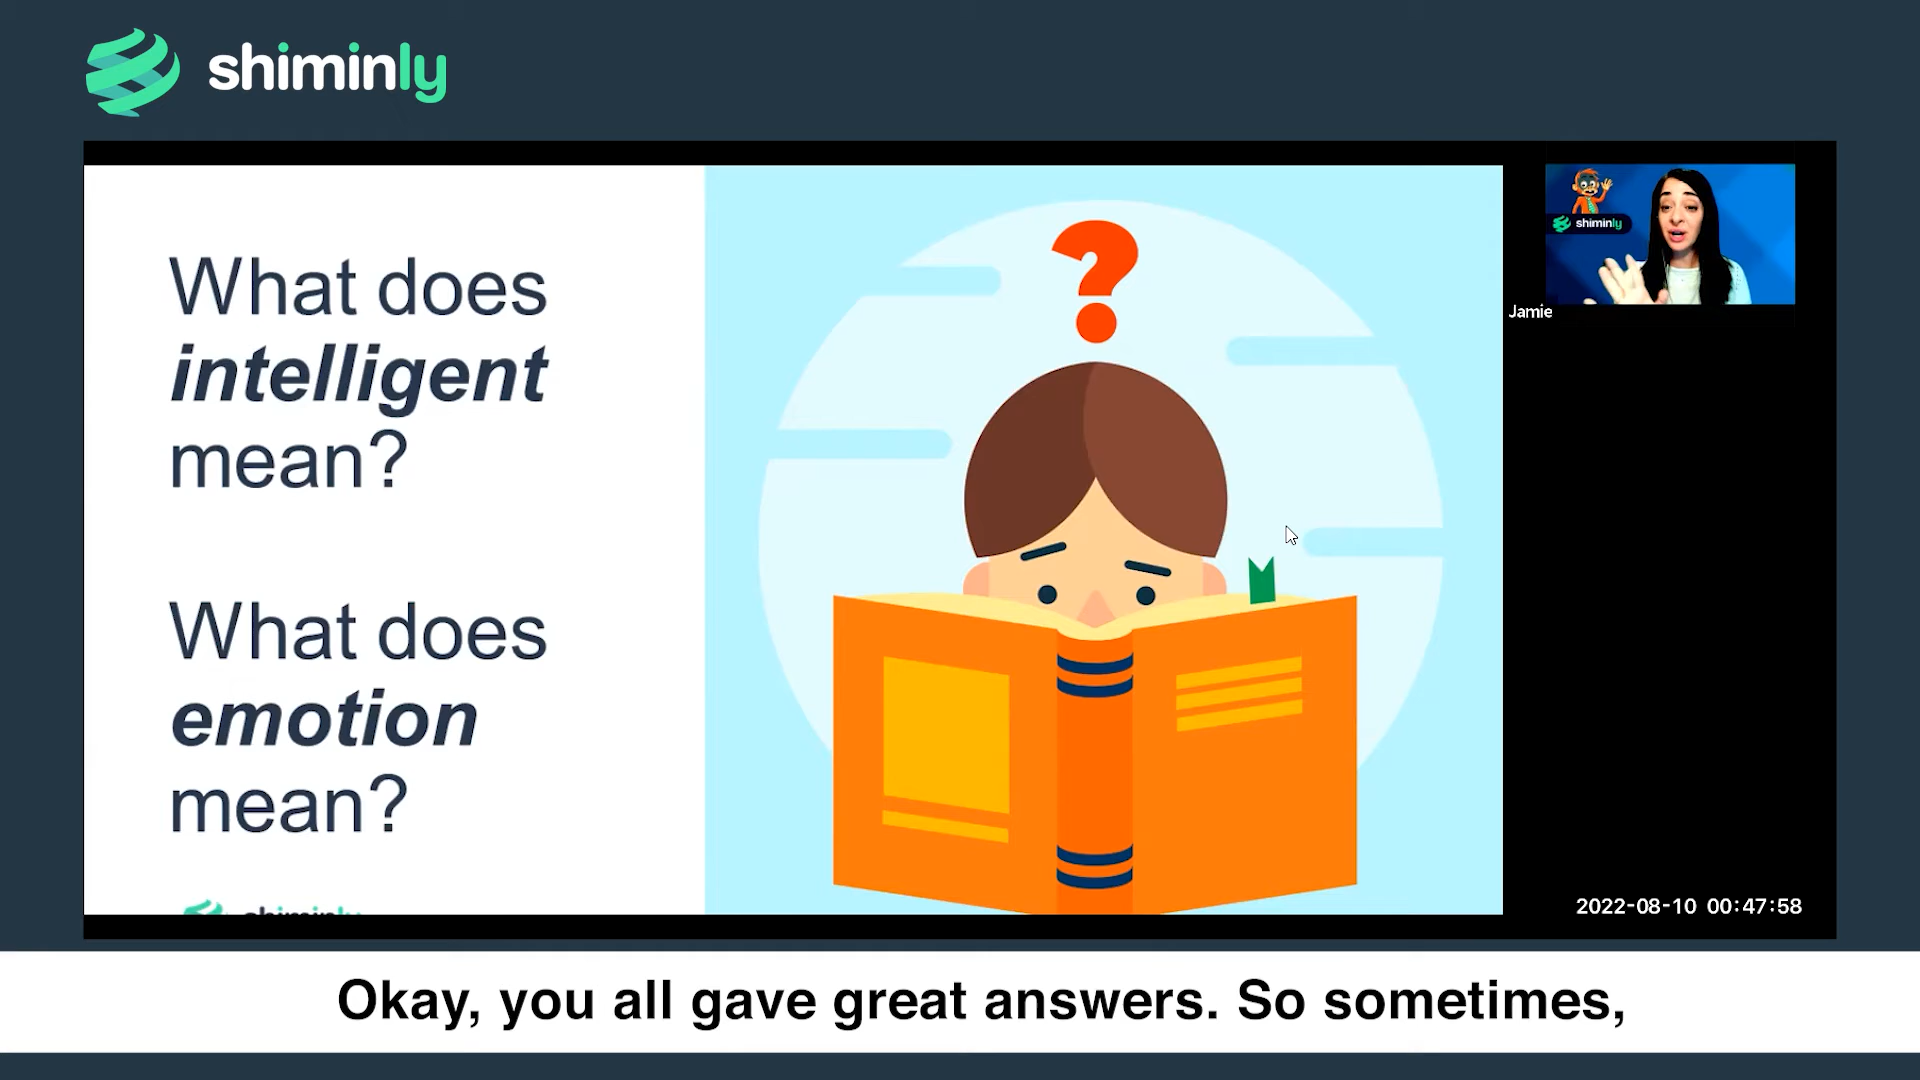 shiminly
What does
intelligent
mean?
What does
emotion
mean?
shiminly
shiminly
Jamie
2022-08-10 00:47:58
Okay, you all gave great answers. So sometimes,